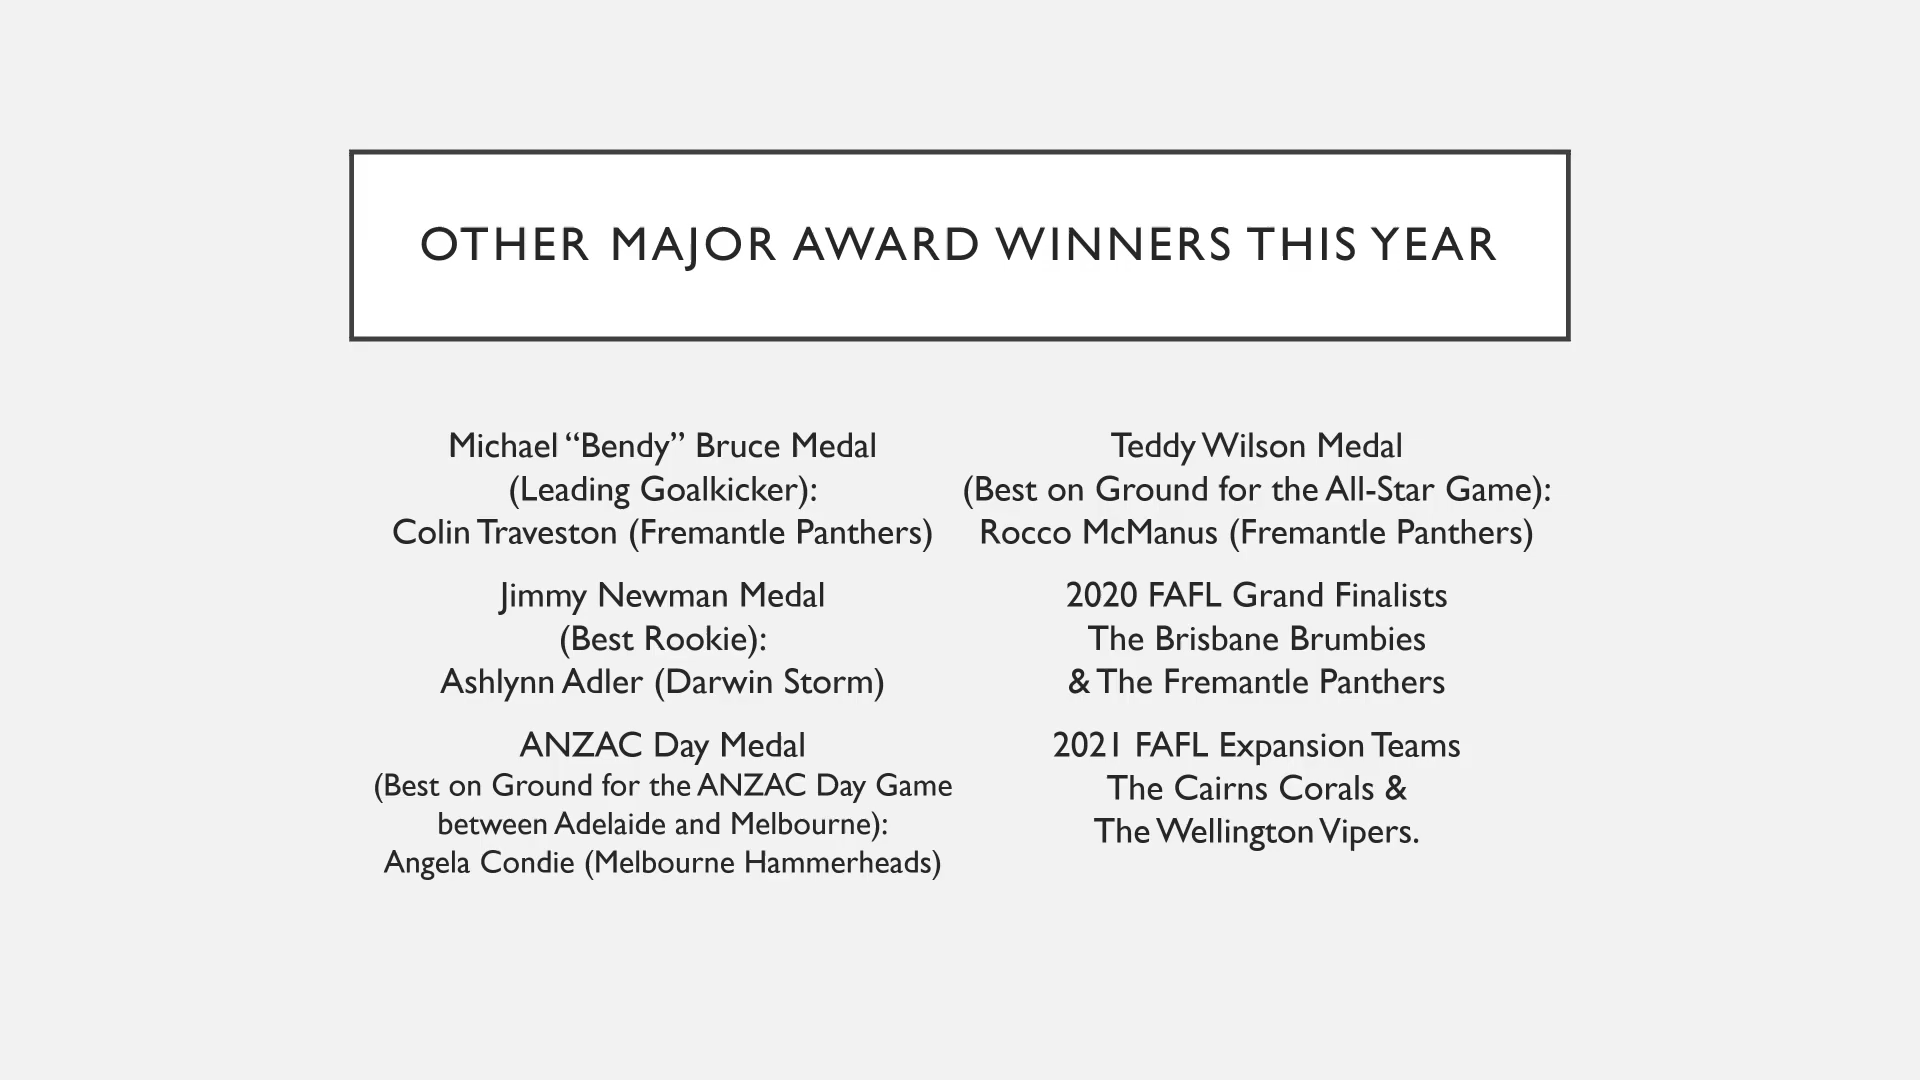 OTHER MAJOR AWARD WINNERS THIS YEAR
Michael “Bendy” Bruce Medal
(Leading Goalkicker):
Colin Traveston (Fremantle Panthers)
Jimmy Newman Medal
(Best Rookie):
Ashlynn Adler (Darwin Storm)
ANZAC Day Medal
(Best on Ground for the ANZAC Day Game
between Adelaide and Melbourne):
Angela Condie (Melbourne Hammerheads)
Teddy Wilson Medal
(Best on Ground for the All-Star Game):
Rocco McManus (Fremantle Panthers)
2020 FAFL Grand Finalists
The Brisbane Brumbies
& The Fremantle Panthers
2021 FAFL Expansion Teams
The Cairns Corals &
The Wellington Vipers.